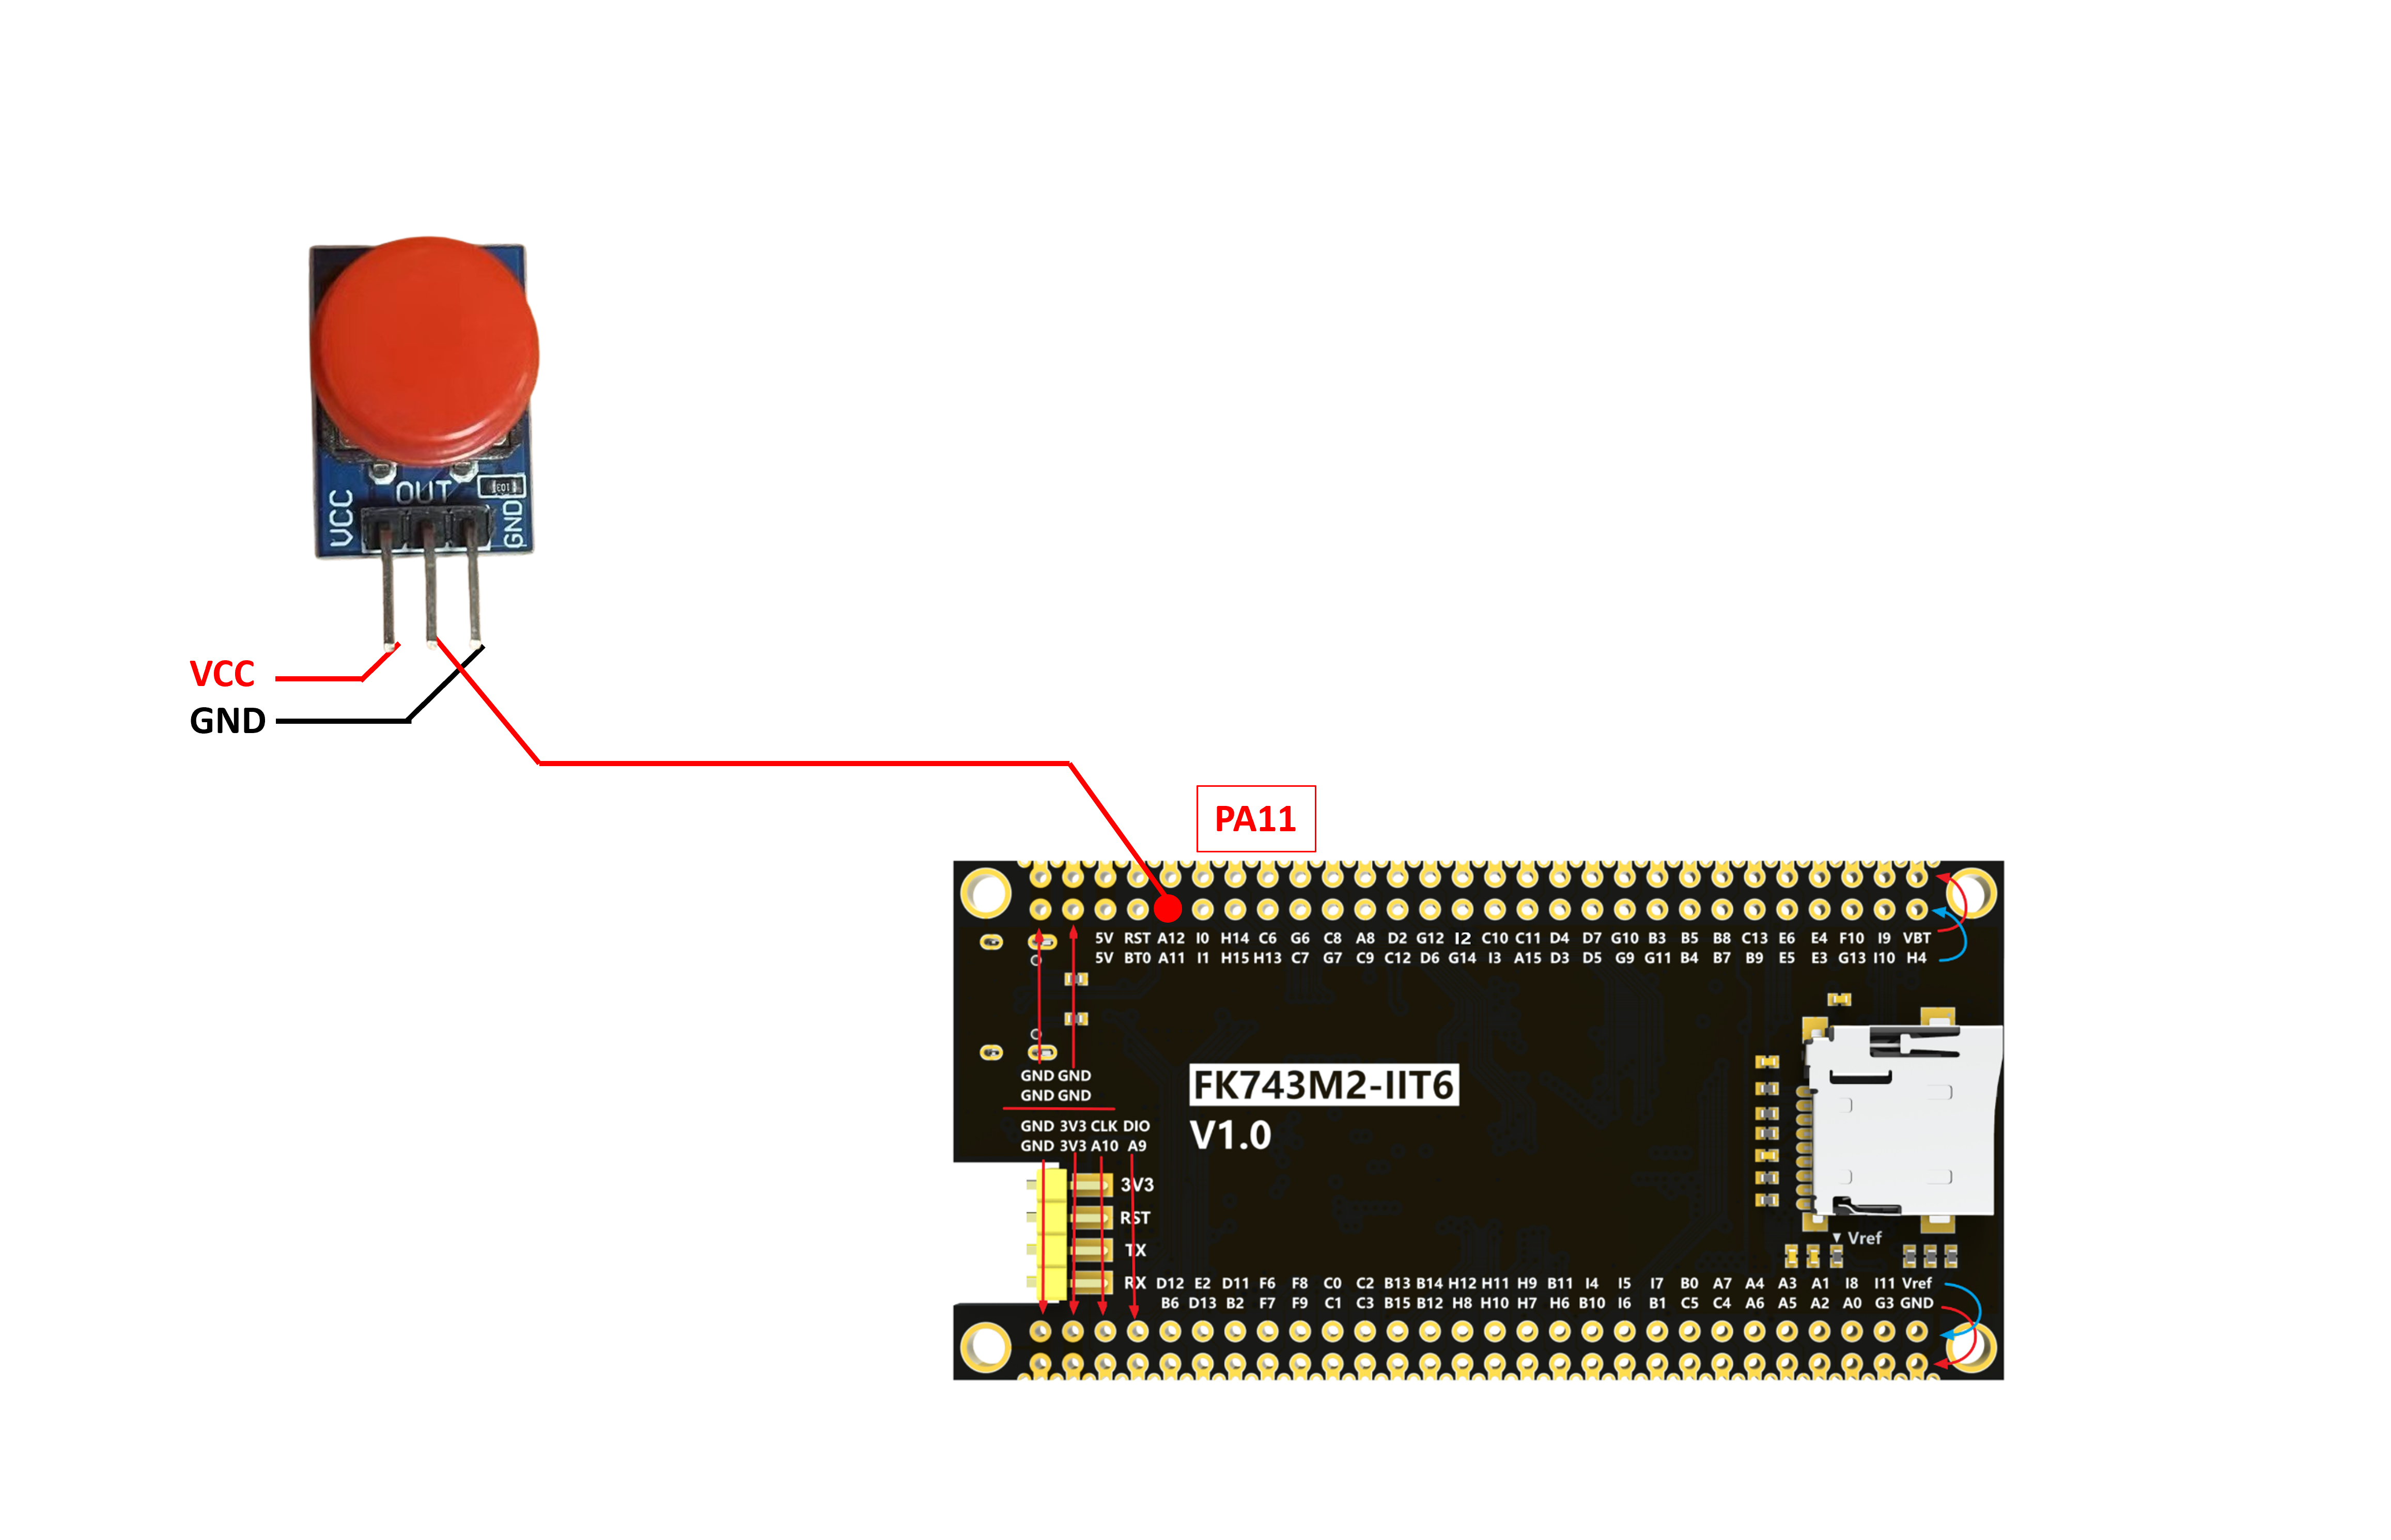 OUT
103
VCC
GND
VCC
GND
PA11
5V RST A12 I0 H14 C6 G6 C8 A8 D2 G12 I2 C10 C11 D4 D7 G10 B3 B5 B8 C13 E6 E4 F10 I9 VBT
5V BT0 A11 I1 H15 H13 C7 G7 C9 C12 D6 G14 I3 A15 D3 D5 G9 G11 B4 B7 B9 E5 E3 G13 I10 H4
GND GND
GND GND
GND 3V3 CLK DIO
GND 3V3 A10 A9
FK743M2-IIT6
V1.0
3V3
RST
TX
RX
▼ Vref
D12 E2 D11 F6 F8 C0 C2 B13 B14 H12 H11 H9 B11 I4 I5 I7 B0 A7 A4 A3 A1 I8 I11 Vref
B6 D13 B2 F7 F9 C1 C3 B15 B12 H8 H10 H7 H6 B10 I6 B1 C5 C4 A6 A5 A2 A0 G3 GND